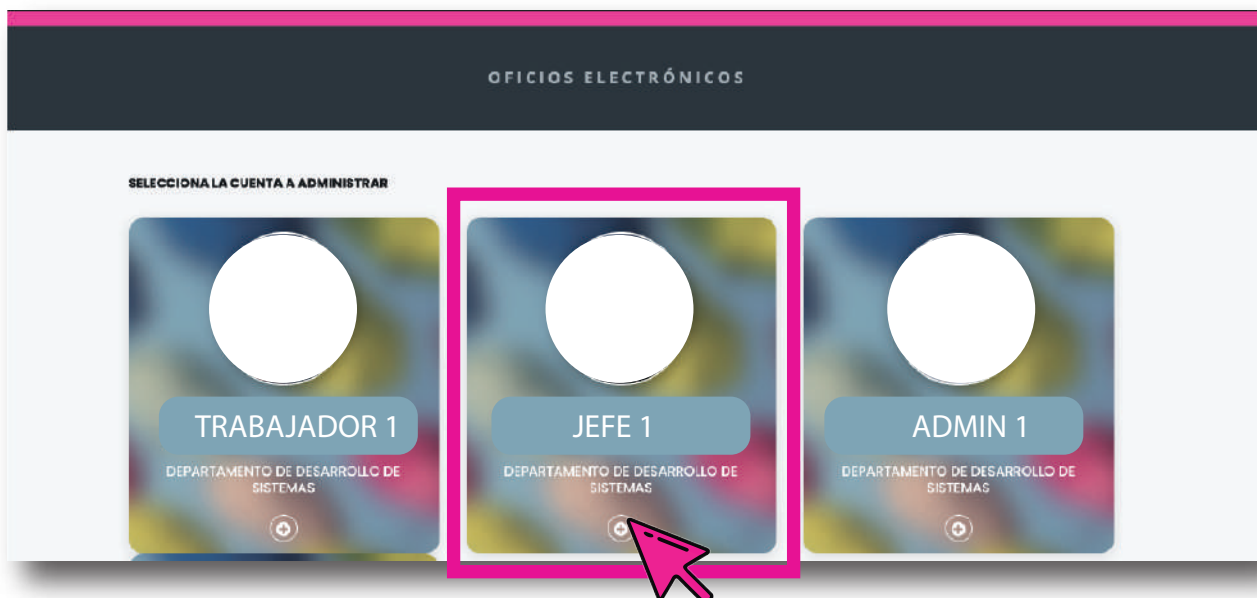 OFICIOS ELECTRÓNICOS
SELECCIONA LA CUENTA A ADMINISTRAR
TRABAJADOR 1
DEPARTAMENTO DE DESARROLLO DE
SISTEMAS
JEFE 1
DEPARTAMENTO DE DESARROLLO DE
SISTEMAS
ADMIN 1
DEPARTAMENTO DE DESARROLLO DE
SISTEMAS